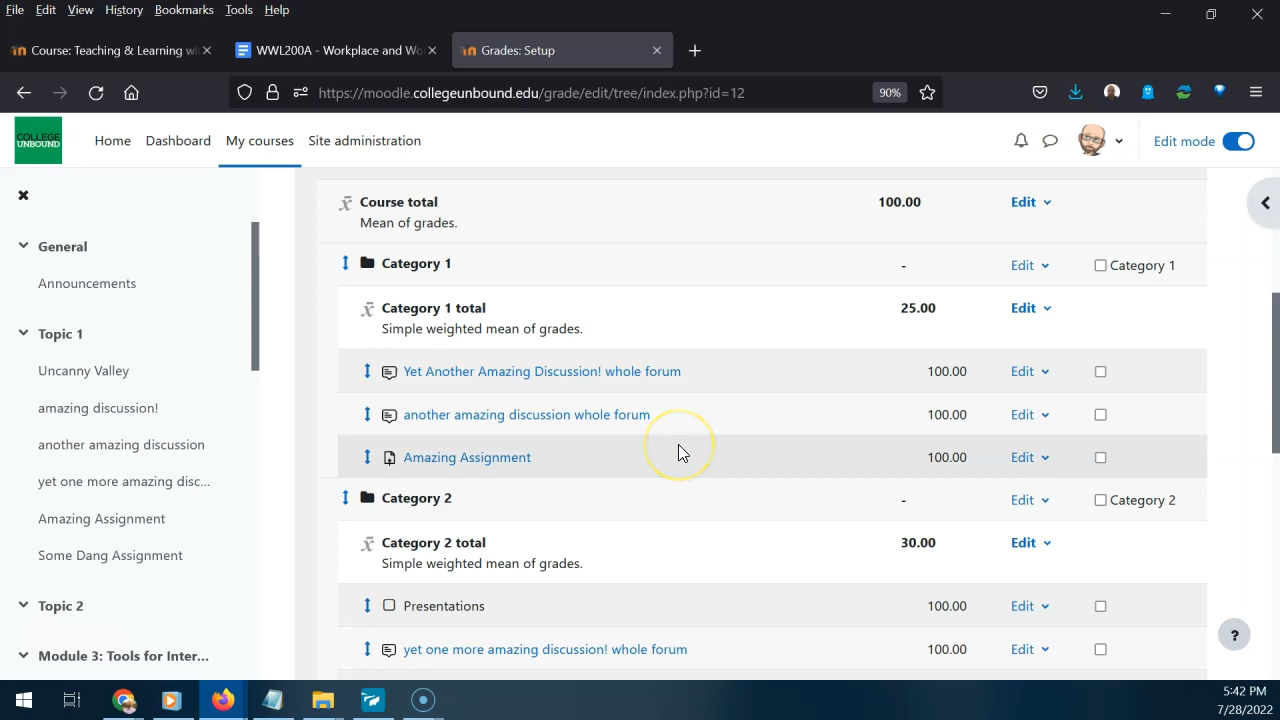 File Edit View History Bookmarks Tools Help
Course: Teaching & Learning wi
WWL200A - Workplace and Wo
Grades: Setup
https://moodle.collegeunbound.edu/grade/edit/tree/index.php?id=12
90%
COLLEGE
UNBOUND
Home Dashboard My courses Site administration
Edit mode
General
Announcements
Topic 1
Uncanny Valley
amazing discussion!
another amazing discussion
yet one more amazing disc...
Amazing Assignment
Some Dang Assignment
Topic 2
Module 3: Tools for Inter...
Course total 100.00 Edit
Mean of grades.
Category 1 - Edit Category 1
Category 1 total 25.00 Edit
Simple weighted mean of grades.
Yet Another Amazing Discussion! whole forum 100.00 Edit
another amazing discussion whole forum 100.00 Edit
Amazing Assignment 100.00 Edit
Category 2 - Edit Category 2
Category 2 total 30.00 Edit
Simple weighted mean of grades.
Presentations 100.00 Edit
yet one more amazing discussion! whole forum 100.00 Edit
?
5:42 PM
7/28/2022